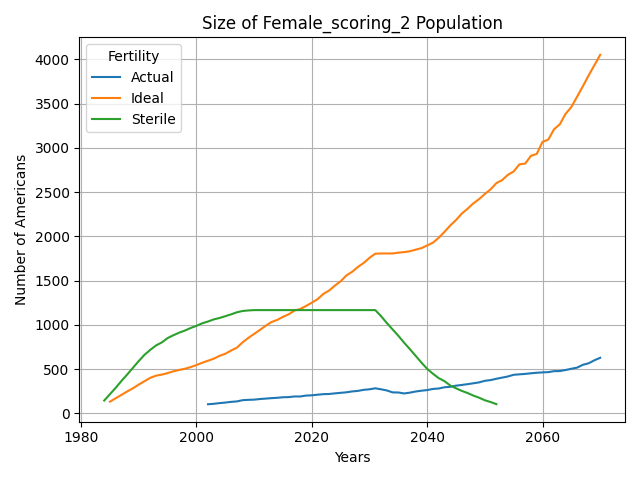 Size of Female_scoring_2 Population
Number of Americans
4000
3500
3000
2500
2000
1500
1000
500
0
Fertility
Actual
Ideal
Sterile
1980
2000
2020
2040
2060
Years